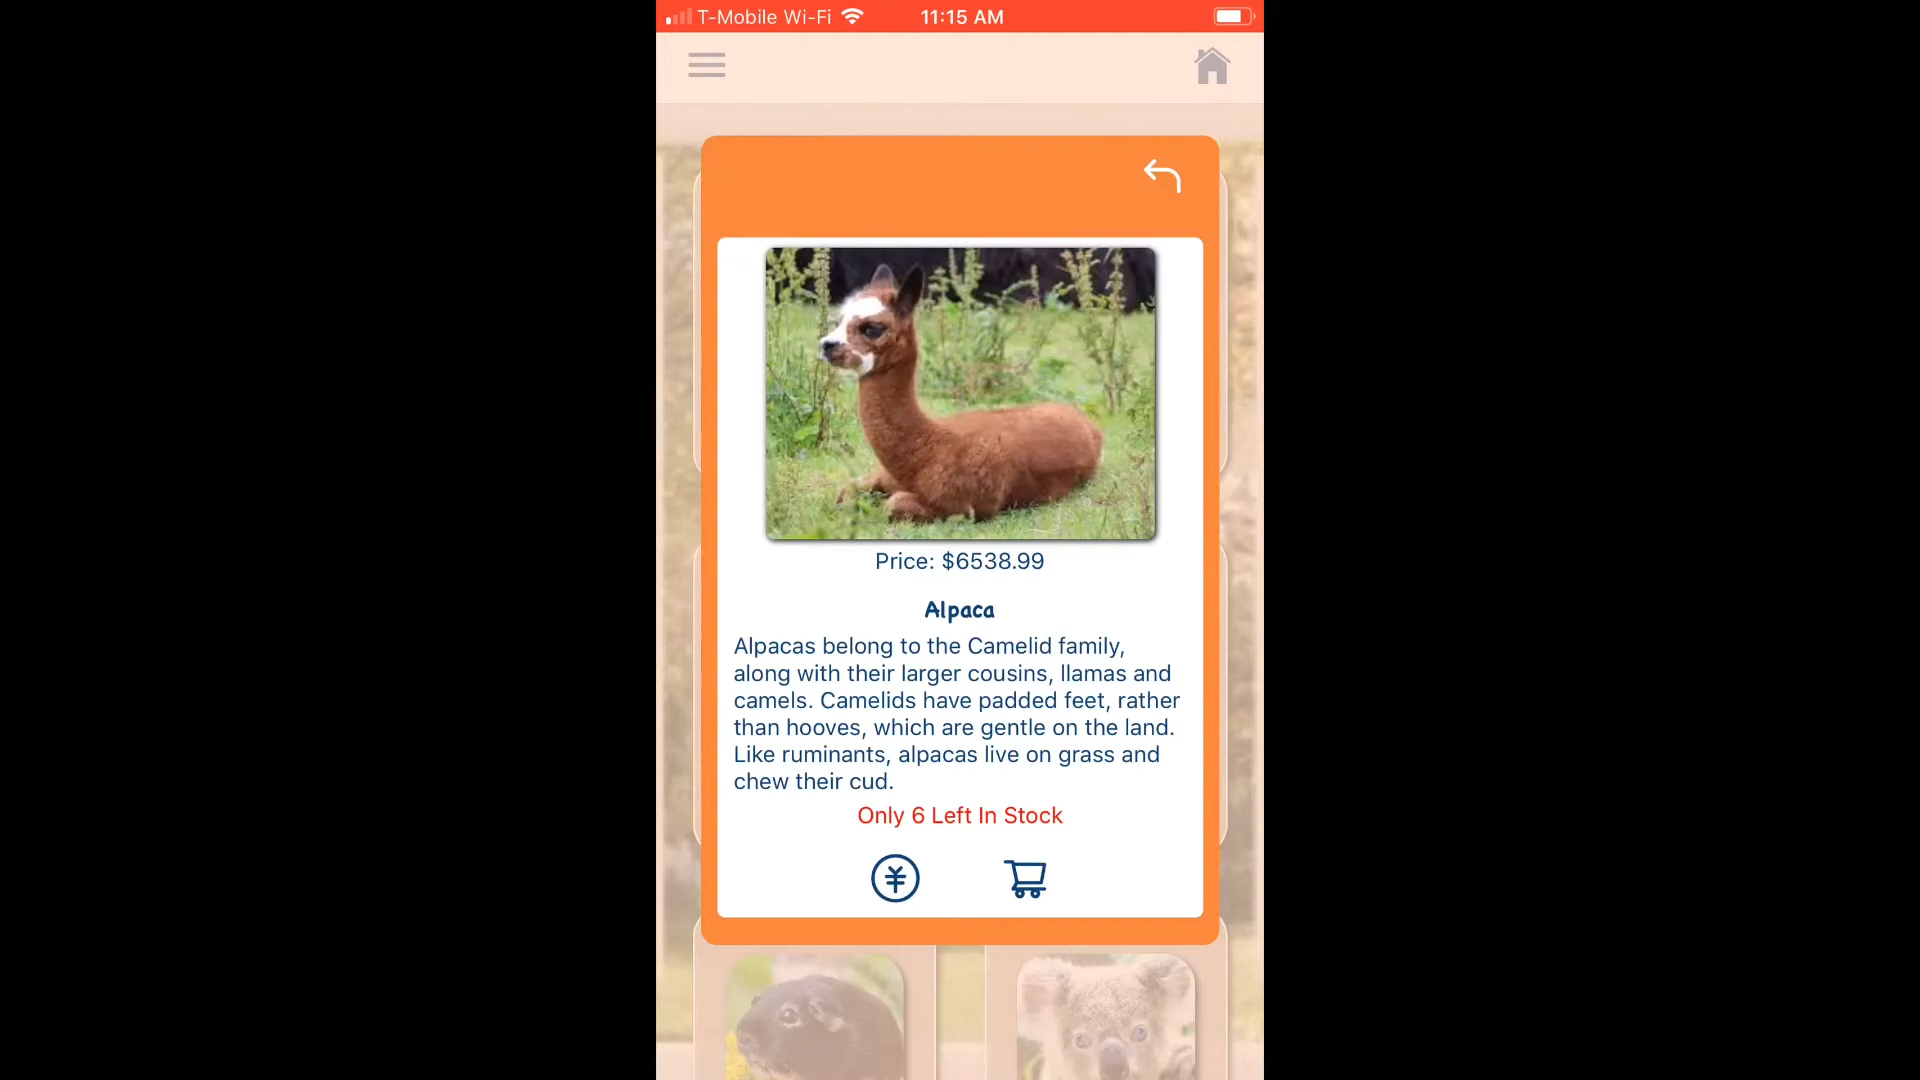 T-Mobile Wi-Fi 11:15 AM
Price: $6538.99
Alpaca
Alpacas belong to the Camelid family,
along with their larger cousins, llamas and
camels. Camelids have padded feet, rather
than hooves, which are gentle on the land.
Like ruminants, alpacas live on grass and
chew their cud.
Only 6 Left In Stock